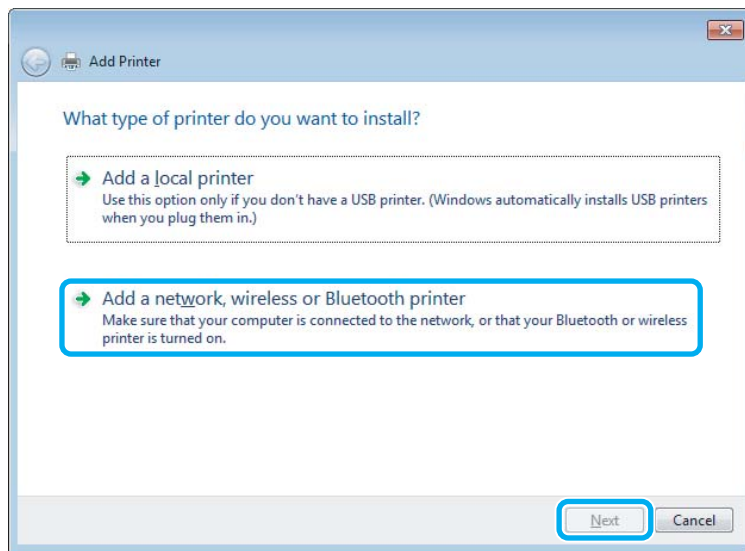 Add Printer
What type of printer do you want to install?
Add a local printer
Use this option only if you don't have a USB printer. (Windows automatically installs USB printers
when you plug them in.)
Add a network, wireless or Bluetooth printer
Make sure that your computer is connected to the network, or that your Bluetooth or wireless
printer is turned on.
Next Cancel